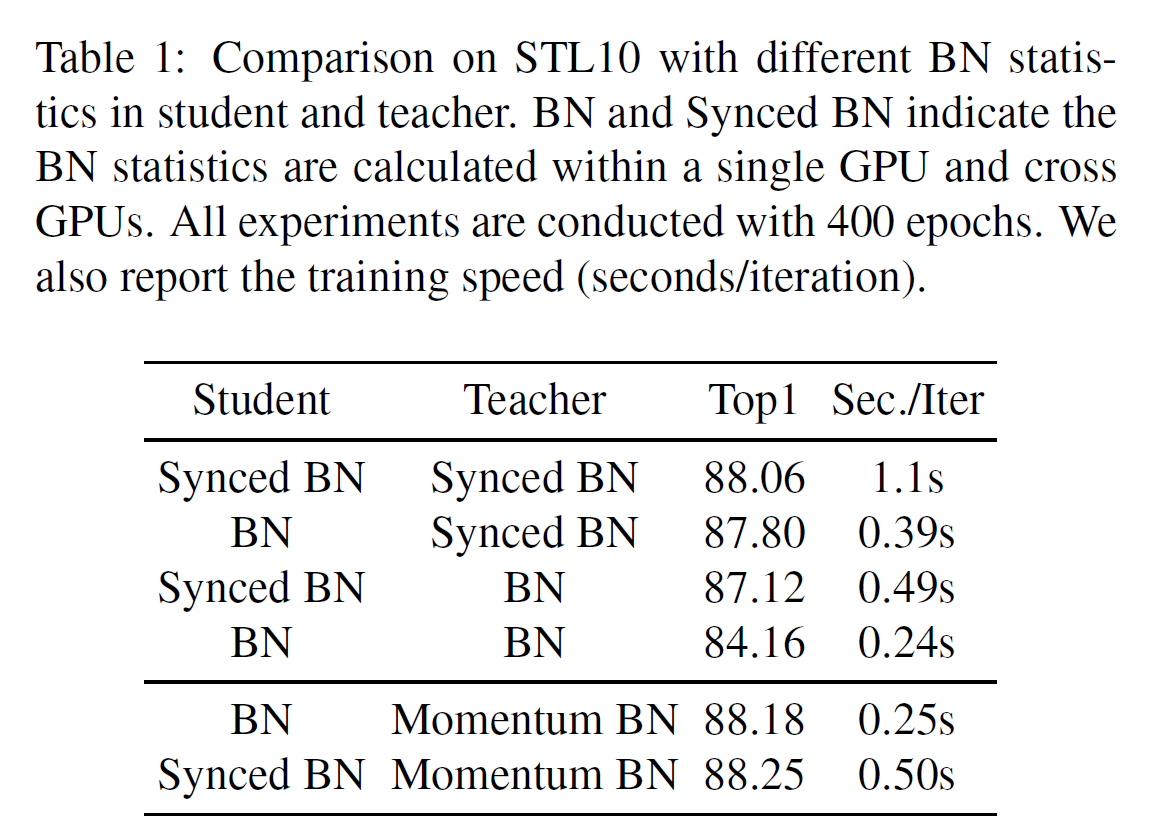 Table 1: Comparison on STL10 with different BN statis-
tics in student and teacher. BN and Synced BN indicate the
BN statistics are calculated within a single GPU and cross
GPUs. All experiments are conducted with 400 epochs. We
also report the training speed (seconds/iteration).
Student Teacher Top1 Sec./Iter
Synced BN Synced BN 88.06 1.1s
BN Synced BN 87.80 0.39s
Synced BN BN 87.12 0.49s
BN BN 84.16 0.24s
BN Momentum BN 88.18 0.25s
Synced BN Momentum BN 88.25 0.50s